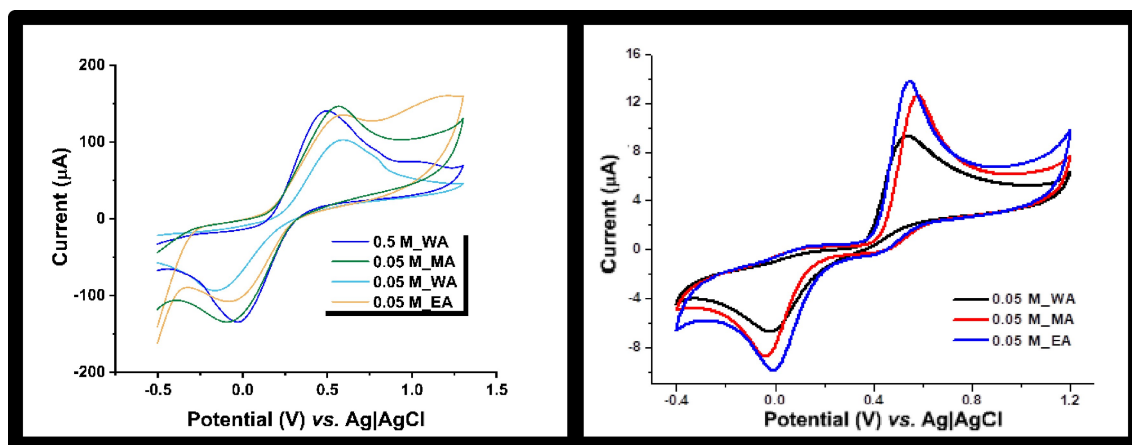 200
100
0
-100
-200
Current (µA)
0.5 M_WA
0.05 M_MA
0.05 M_WA
0.05 M_EA
-0.5 0.0 0.5 1.0 1.5
Potential (V) vs. Ag|AgCl
16
12
8
4
0
-4
-8
Current (µA)
0.05 M_WA
0.05 M_MA
0.05 M_EA
-0.4 0.0 0.4 0.8 1.2
Potential (V) vs. Ag|AgCl